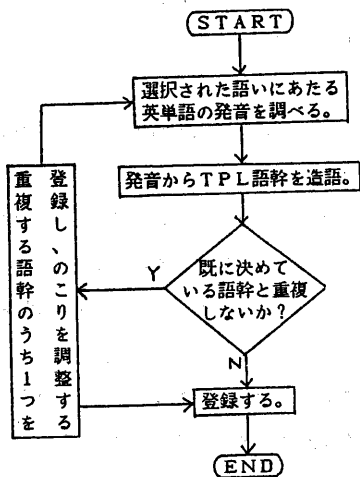 START
選択された語いにあたる
英単語の発音を調べる。
発音からTPL語幹を造語。
既に決めて
いる語幹と重複
しないか？
Y
N
重複する語幹のうち1つを
登録し、のこりを調整する
登録する。
END